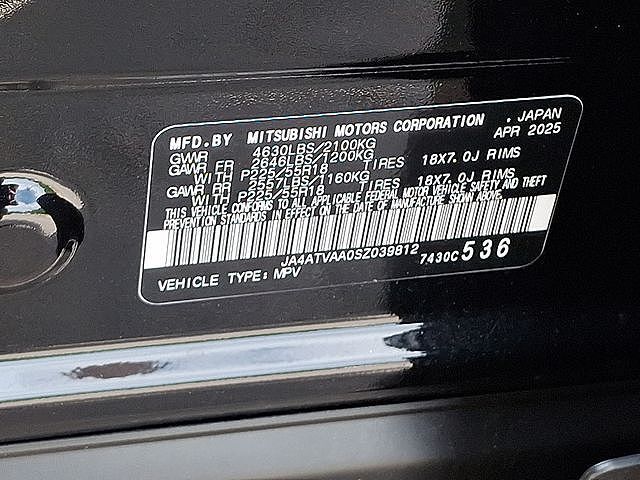 MFD.BY MITSUBISHI MOTORS CORPORATION , JAPAN
APR 2025
GVWR 4630LBS/2100KG
GAWR FR 2646LBS/1200KG
WITH P225/55R18 TIRES 18X7.0J RIMS
GAWR RR 2557LBS/1160KG
WITH P225/55R18 TIRES 18X7.0J RIMS
THIS VEHICLE CONFORMS TO ALL APPLICABLE FEDERAL MOTOR VEHICLE SAFETY AND THEFT
PREVENTION STANDARDS IN EFFECT ON THE DATE OF MANUFACTURE SHOWN ABOVE.
JA4ATVAA0SZ039812 7430C 536
VEHICLE TYPE: MPV